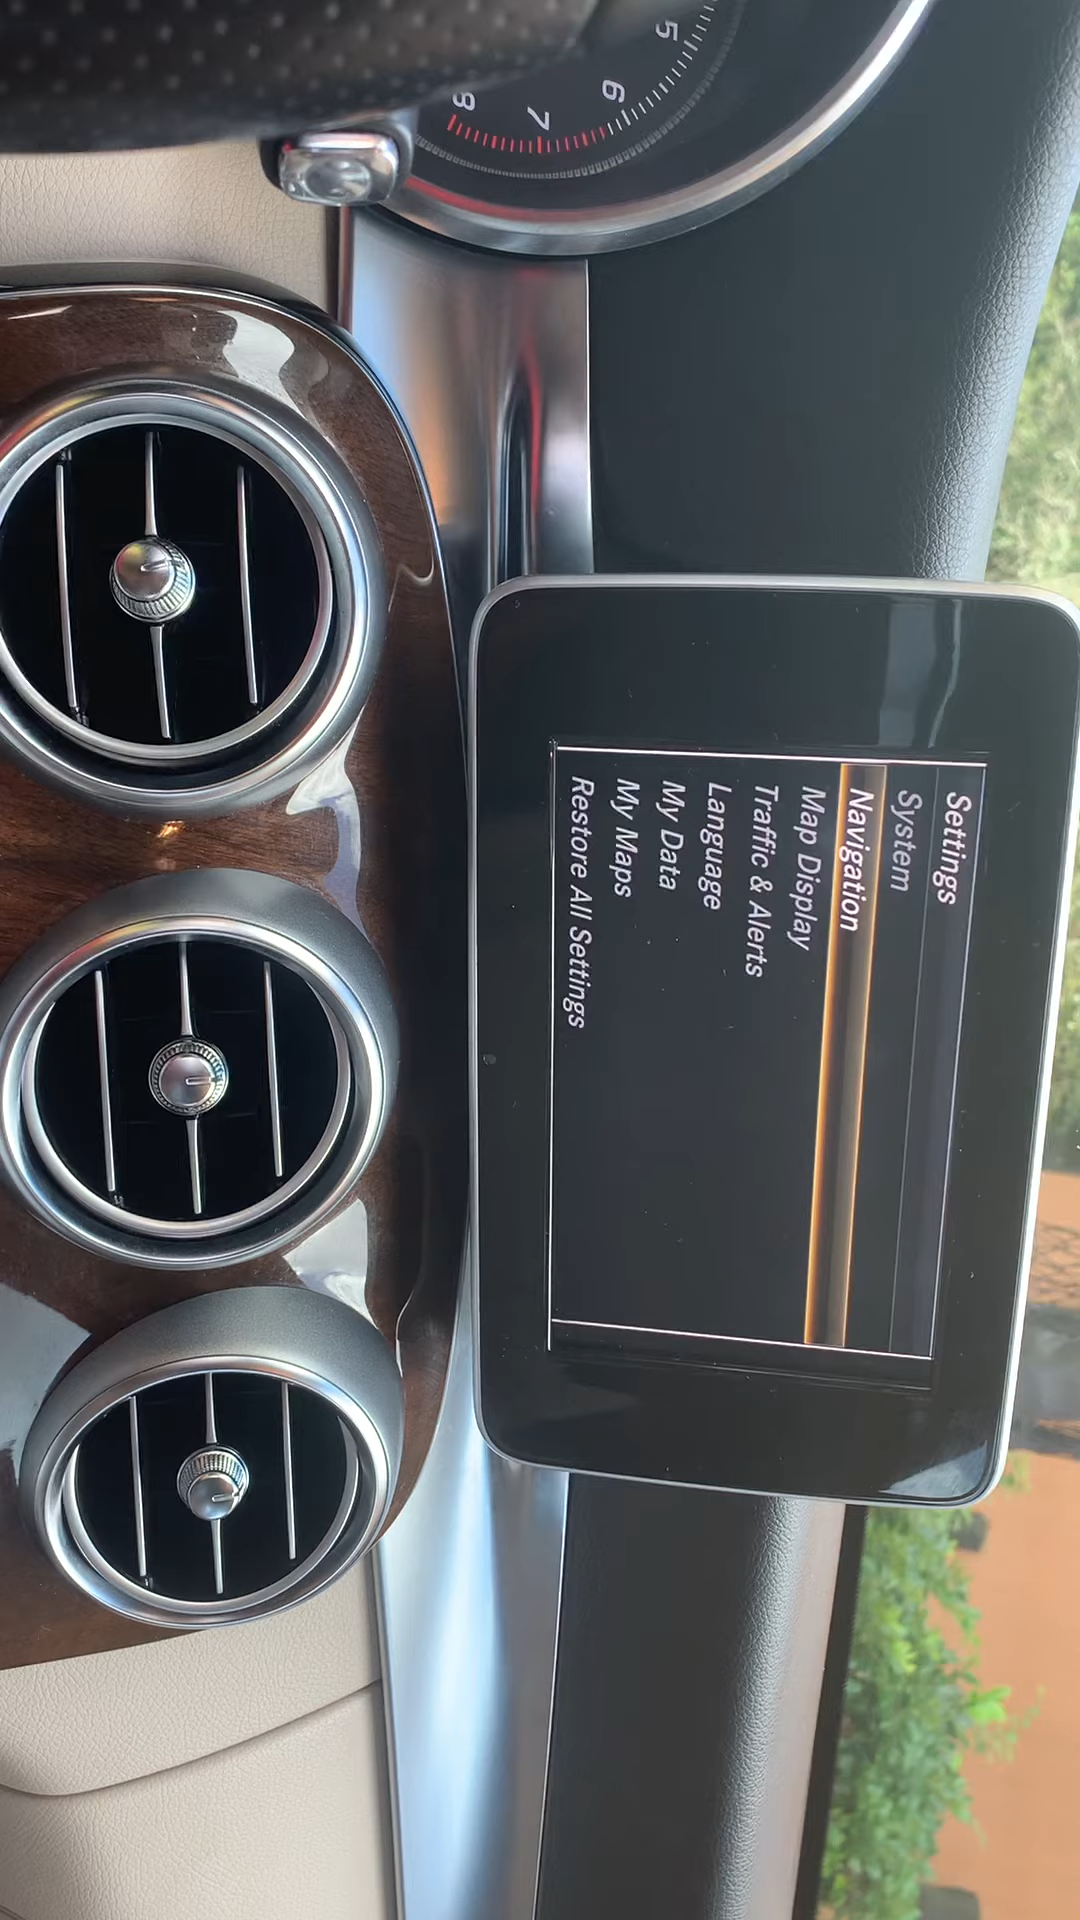 5
6
7
8
Settings
System
Navigation
Map Display
Traffic & Alerts
Language
My Data
My Maps
Restore All Settings